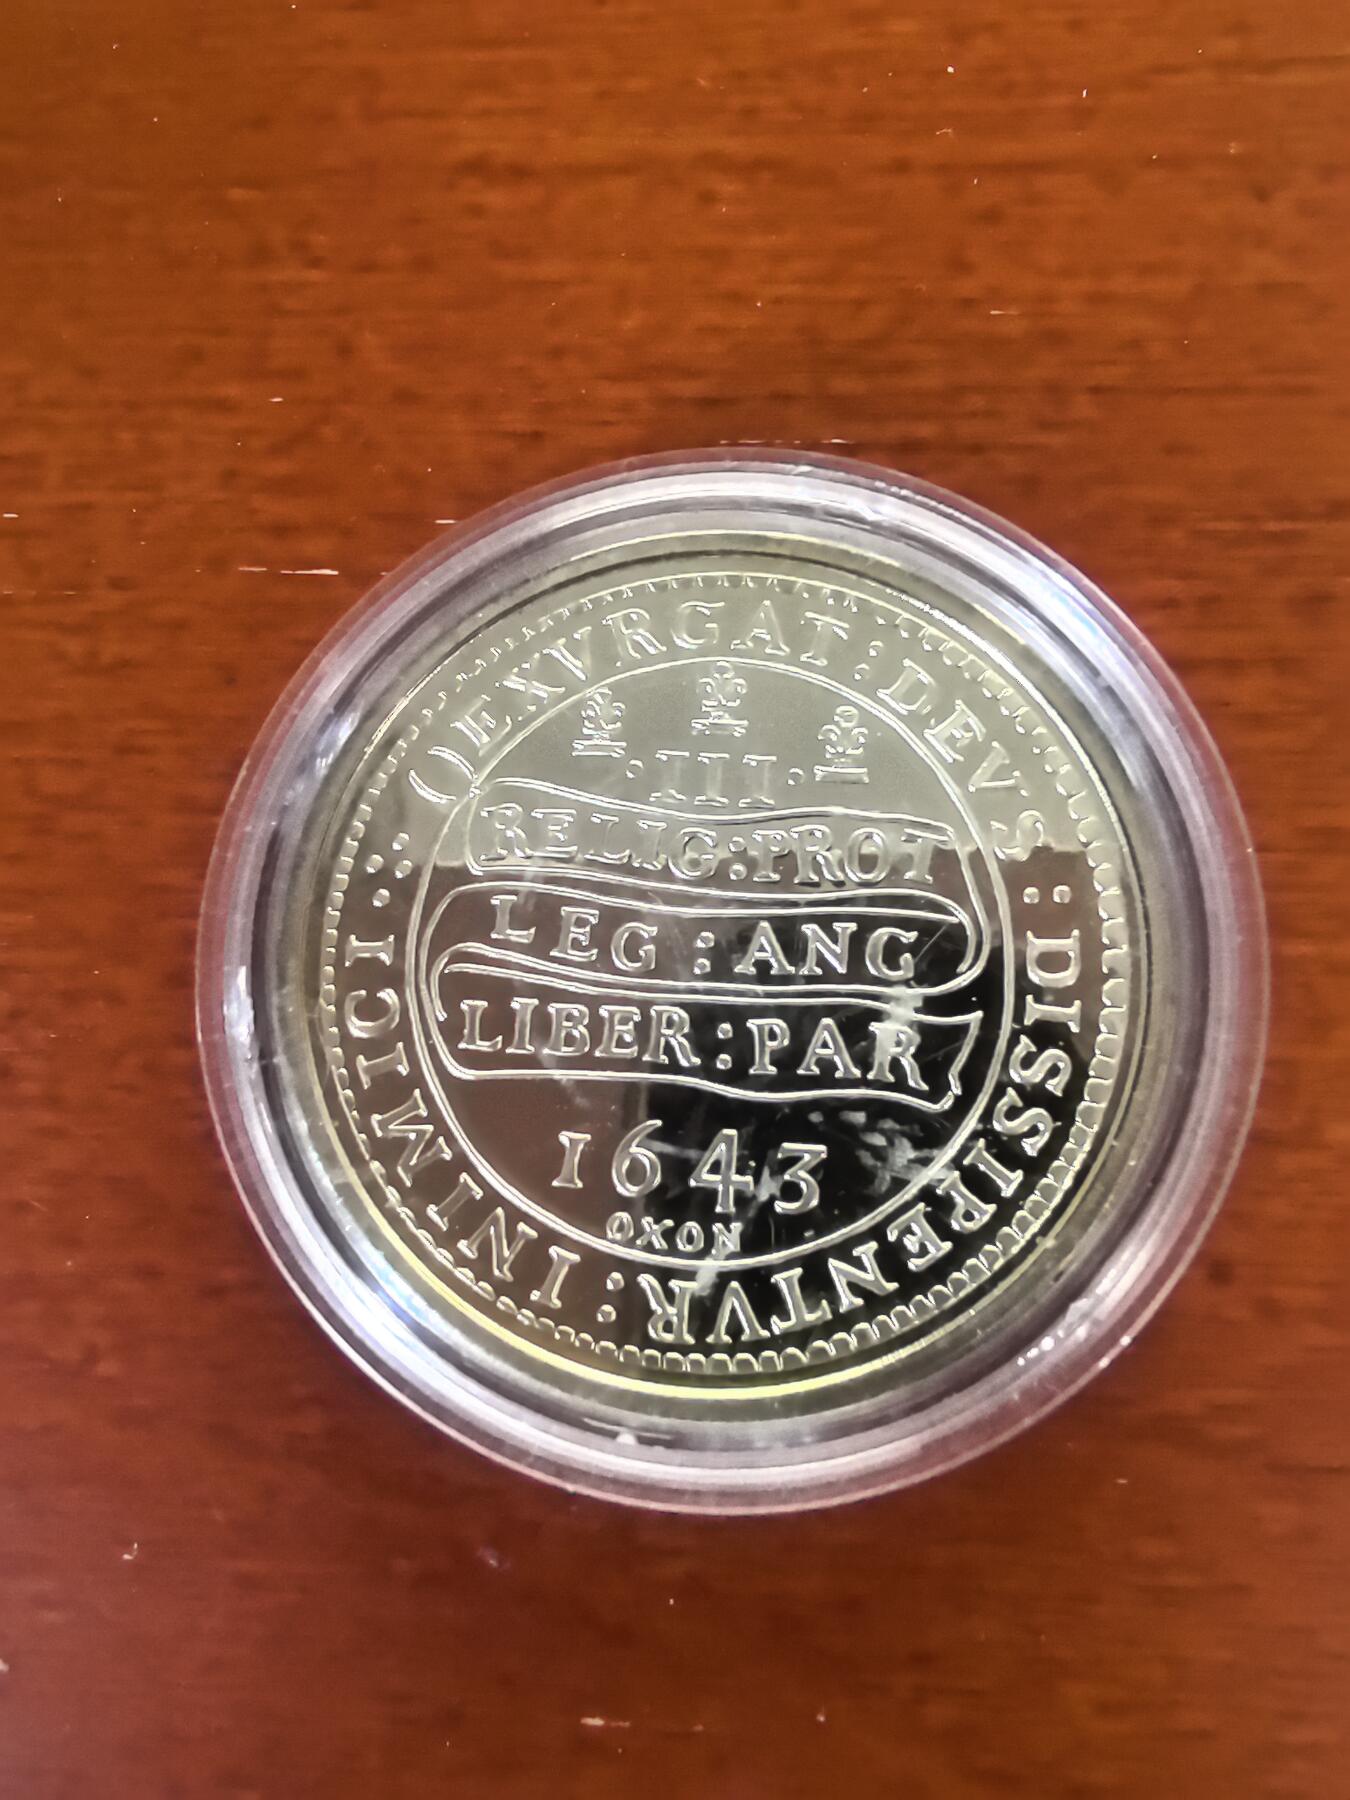 EXVRGAT : DEVS : DISSIPENTVR : INIMICI
· III ·
RELIG : PROT
LEG : ANG
LIBER : PAR
1643
OXON